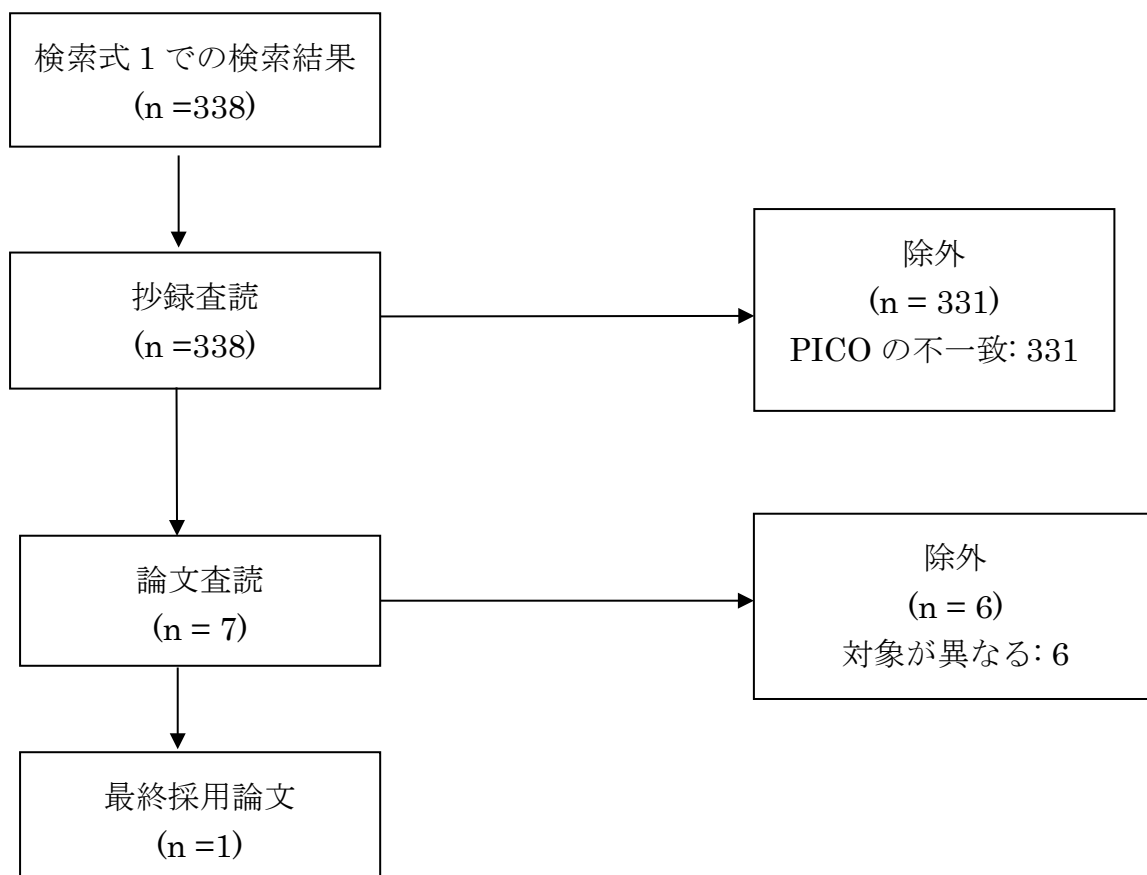 検索式 1 での検索結果
(n =338)
抄録査読
(n =338)
除外
(n = 331)
PICO の不一致: 331
論文査読
(n = 7)
除外
(n = 6)
対象が異なる: 6
最終採用論文
(n =1)